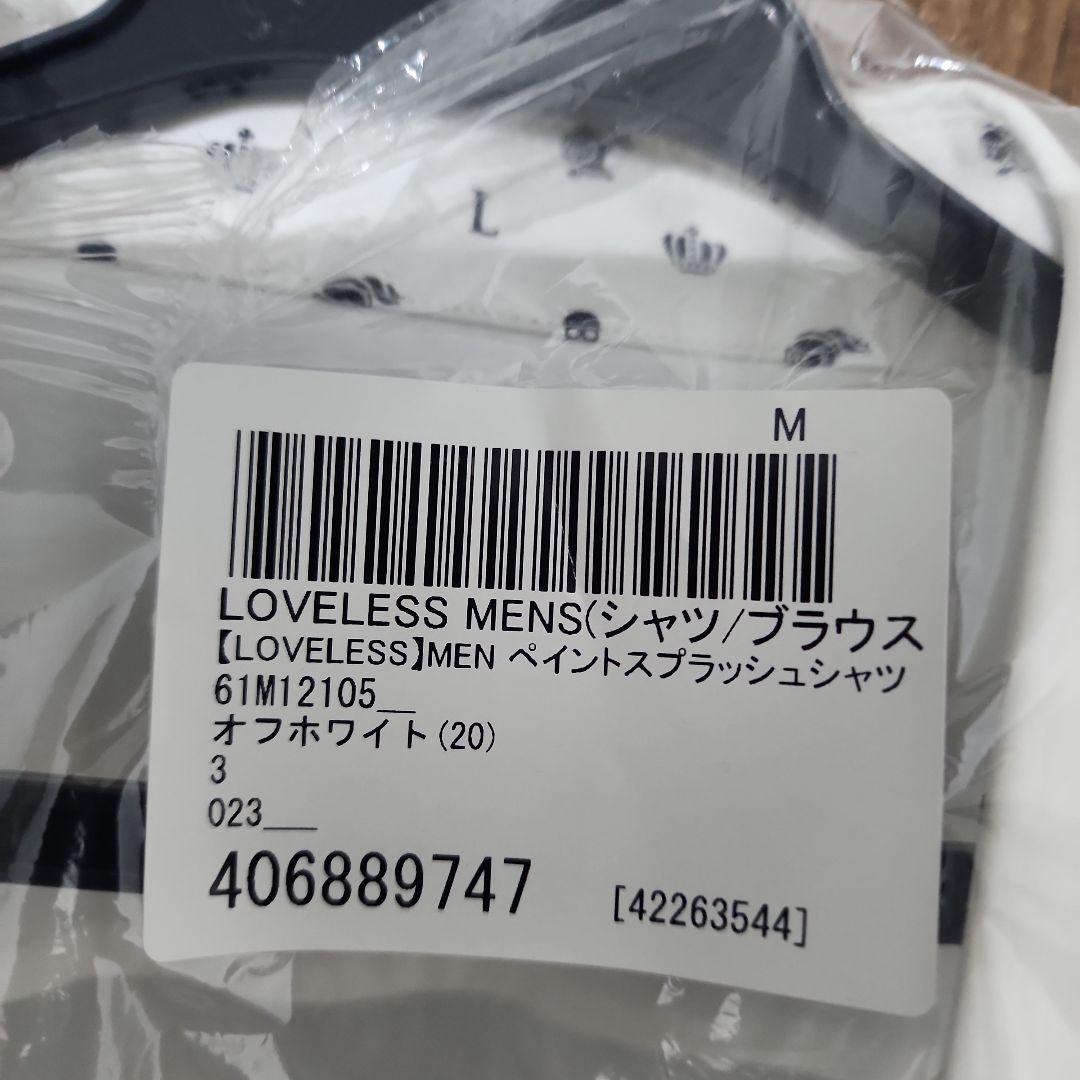 L
M
LOVELESS MENS(シャツ/ブラウス
【LOVELESS】MEN ペイントスプラッシュシャツ
61M12105__
オフホワイト(20)
3
023___
406889747 [42263544]